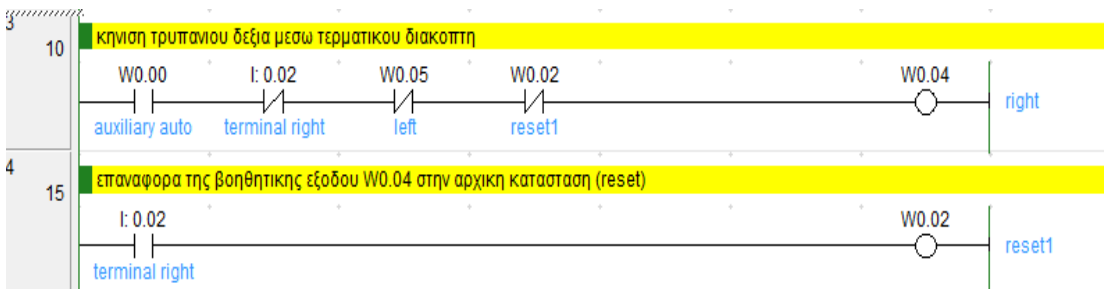 3
10
κηνιση τρυπανιου δεξια μεσω τερματικου διακοπτη
W0.00 I: 0.02 W0.05 W0.02 W0.04
right
auxiliary auto terminal right left reset1
4
15
επαναφορα της βοηθητικης εξοδου W0.04 στην αρχικη κατασταση (reset)
I: 0.02 W0.02
reset1
terminal right